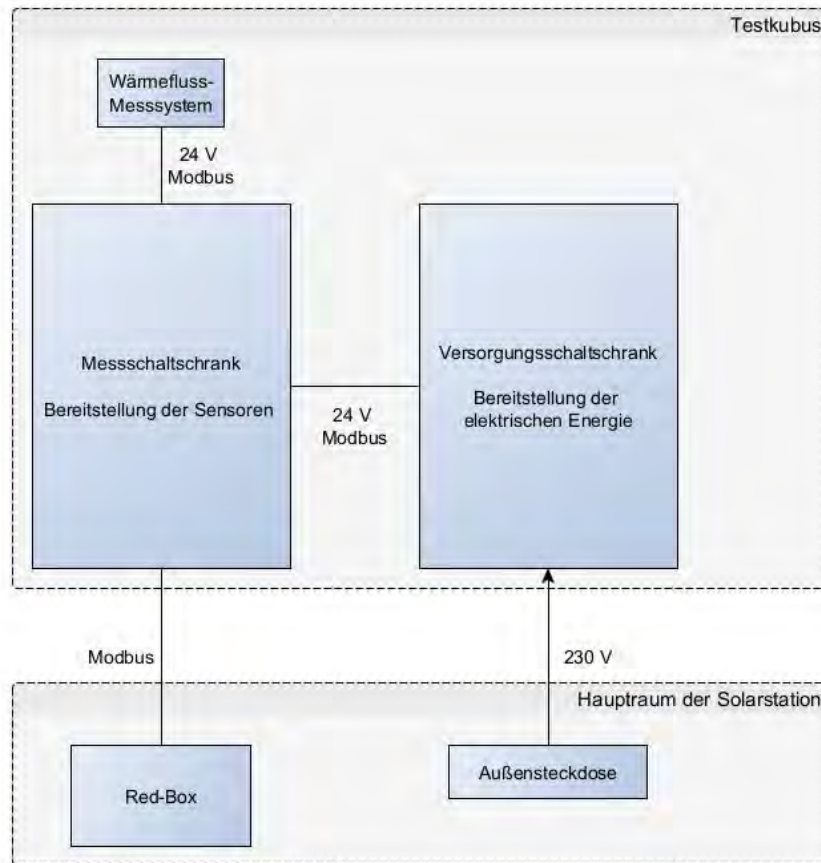 Testkubus
Wärmefluss-
Messsystem
24 V
Modbus
Messschaltschrank
Bereitstellung der Sensoren
24 V
Modbus
Versorgungsschaltschrank
Bereitstellung der
elektrischen Energie
Modbus
230 V
Hauptraum der Solarstation
Red-Box
Außensteckdose